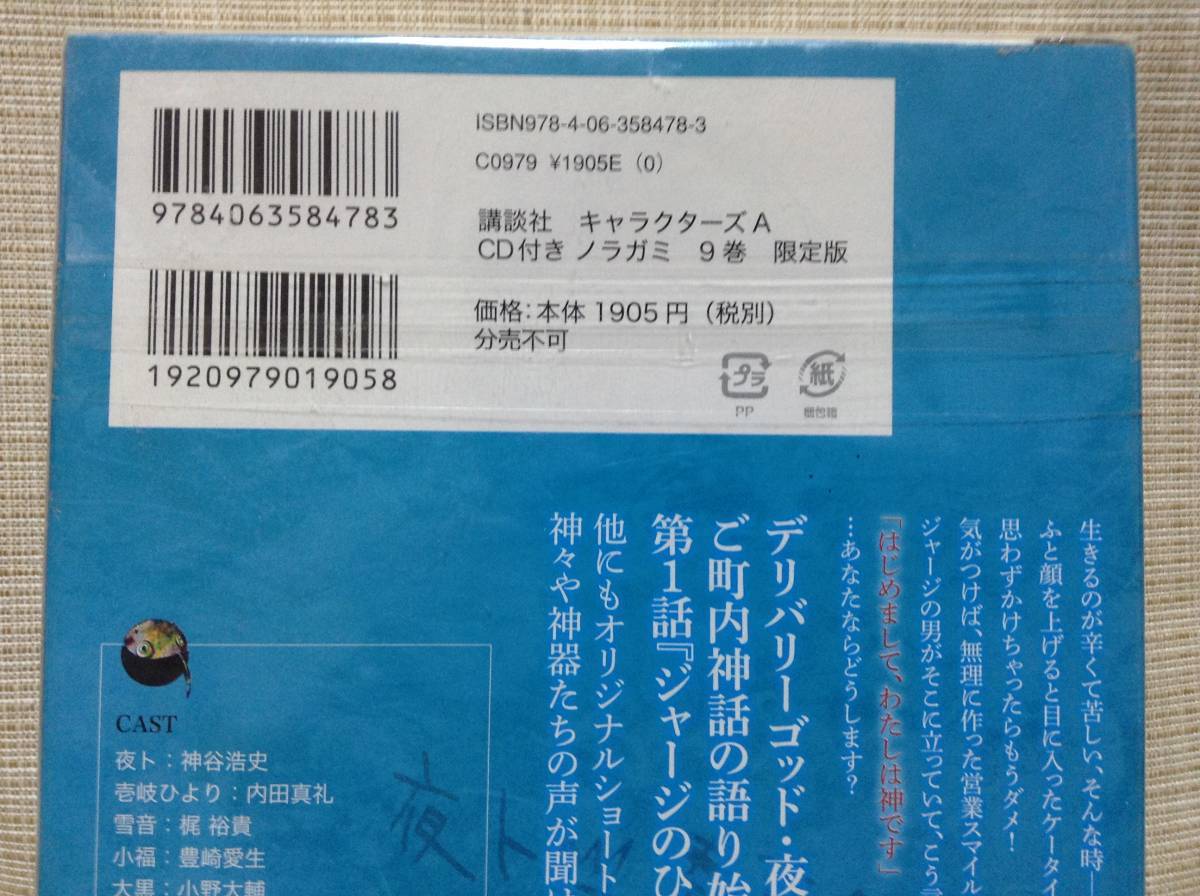 9784063584783
1920979019058
ISBN978-4-06-358478-3
C0979 ¥1905E (0)
講談社 キャラクターズA
CD付き ノラガミ 9巻 限定版
価格:本体1905円(税別)
分売不可
プラ
PP
紙
梱包箱
生きるのが辛くて苦しい、そんな時―
ふと顔を上げると目に入ったケータイ
思わずかけちゃったらもうダメ!
気がつけば、無理に作った営業スマイル
ジャージの男がそこに立っていて、こう
「はじめまして、わたしは神です」
…あなたならどうします?
デリバリーゴッド・夜
ご町内神話の語り始
第1話『ジャージのひ
他にもオリジナルショート
神々や神器たちの声が聞け
CAST
夜ト:神谷浩史
壱岐ひより:内田真礼
雪音:梶 裕貴
小福:豊崎愛生
大黒:小野大輔
夜ト